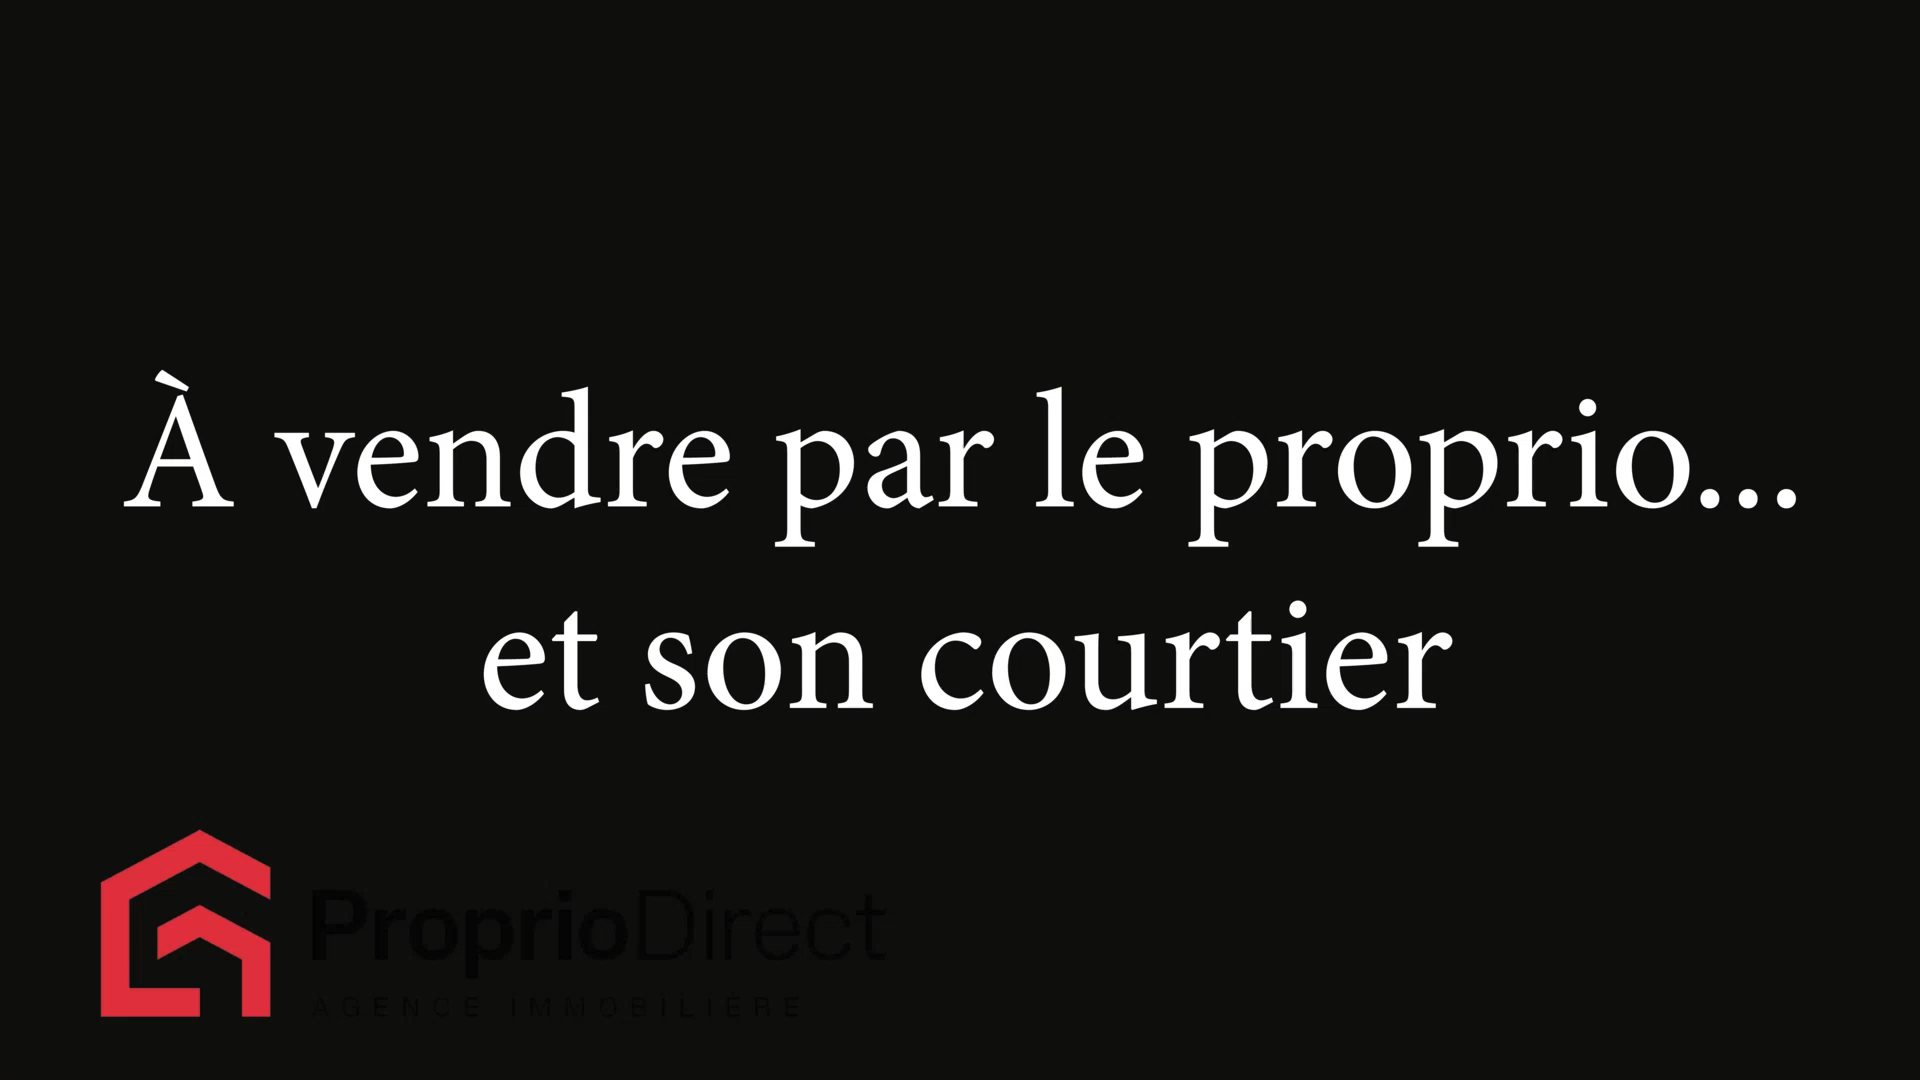 À vendre par le proprio...
et son courtier
ProprioDirect
AGENCE IMMOBILIÈRE